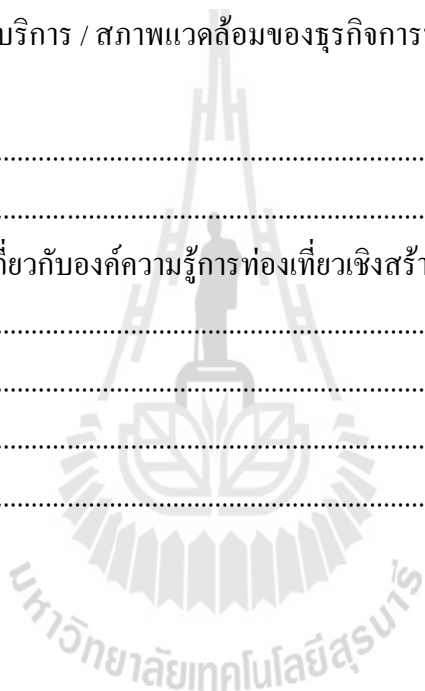 บริการ / สภาพแวดล้อมของธุรกิจการ
....................................................................................
....................................................................................
กี่ยวกับองค์ความรู้การท่องเที่ยวเชิงสร้า
....................................................................................
....................................................................................
....................................................................................
....................................................................................
มหาวิทยาลัยเทคโนโลยีสุรนารี